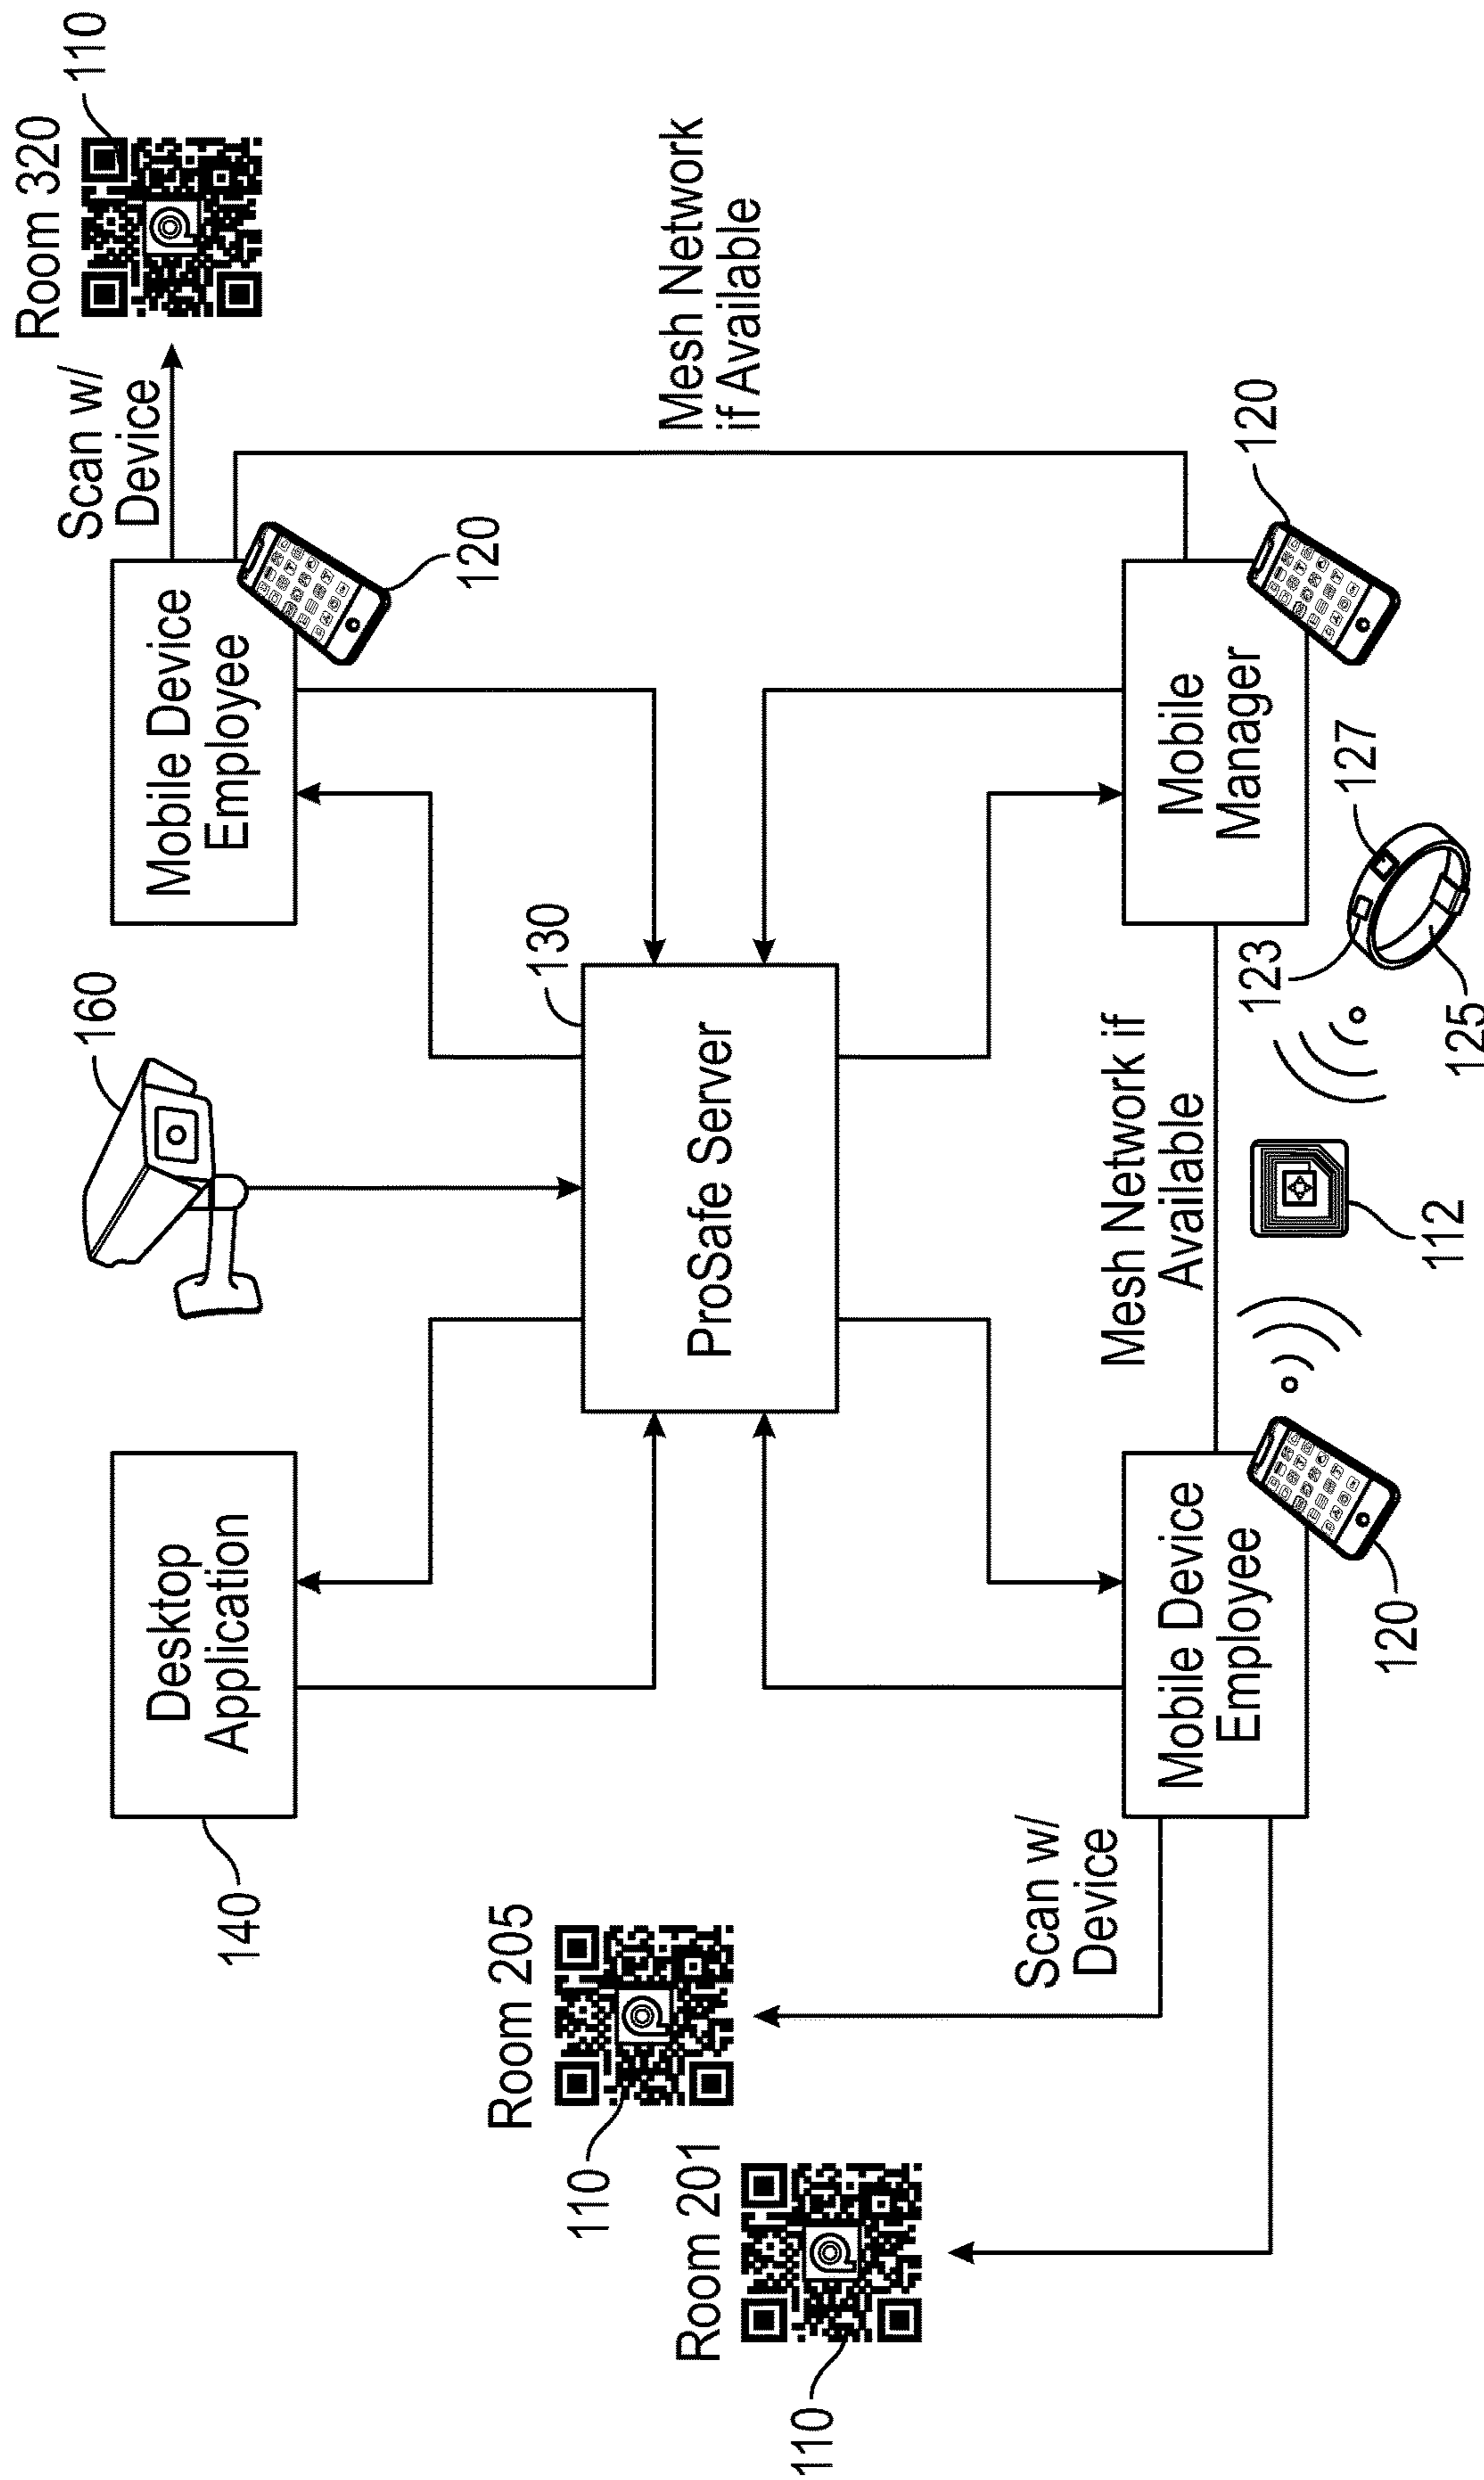 Room 320
110
Scan w/
Device
Mobile Device
Employee
120
160
Desktop
Application
140
130
ProSafe Server
Mesh Network
if Available
Room 205
110
Room 201
110
Scan w/
Device
Mobile Device
Employee
120
Mesh Network if
Available
112
Mobile
Manager
120
123
127
125